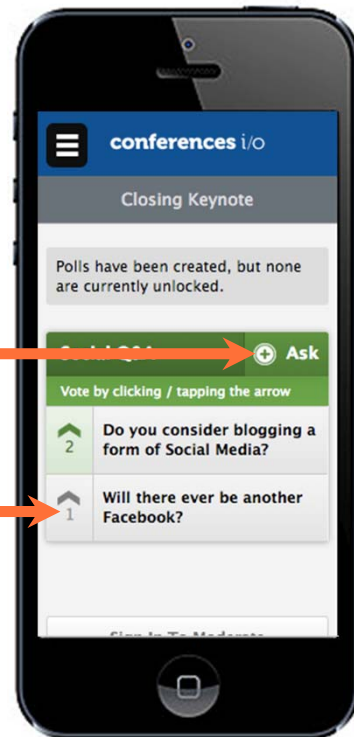 conferences i/o
Closing Keynote
Polls have been created, but none
are currently unlocked.
Ask
Vote by clicking / tapping the arrow
2
Do you consider blogging a
form of Social Media?
1
Will there ever be another
Facebook?